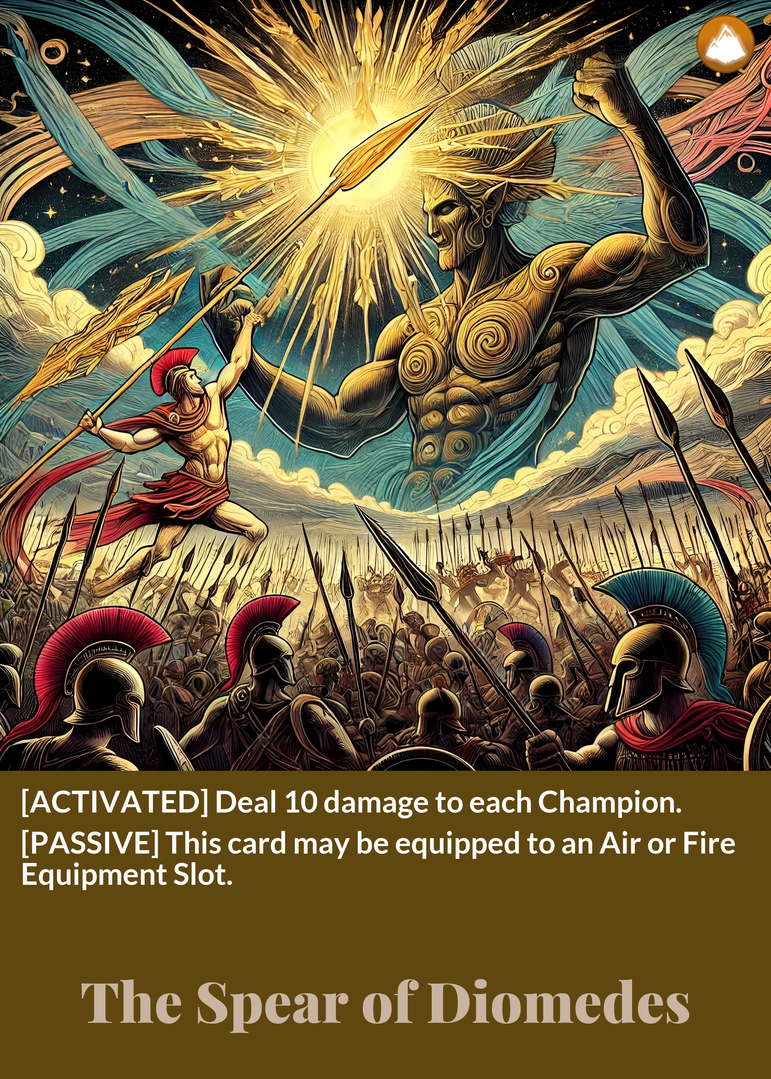 [ACTIVATED] Deal 10 damage to each Champion.
[PASSIVE] This card may be equipped to an Air or Fire
Equipment Slot.
The Spear of Diomedes